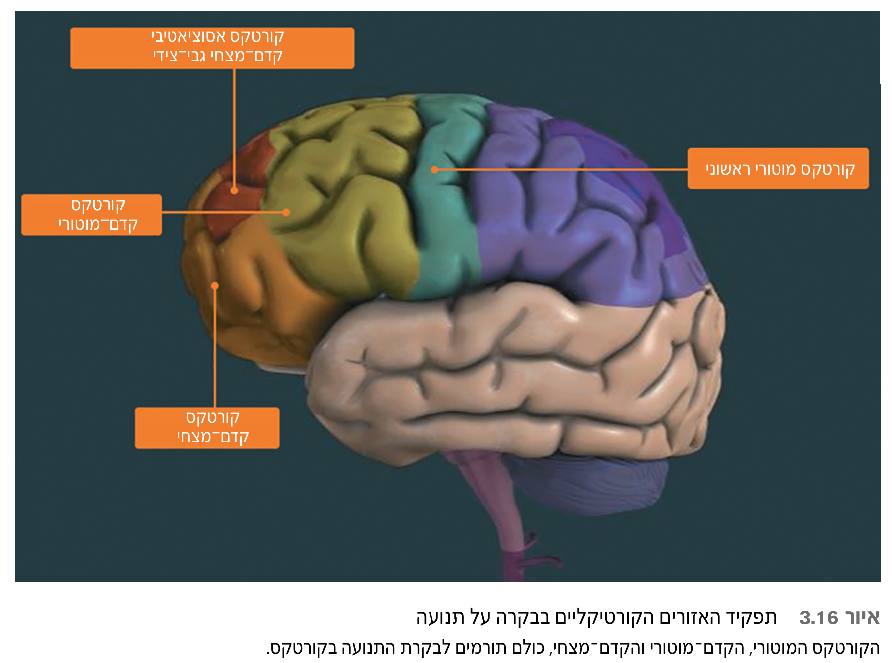 קורטקס אסוציאטיבי
קדם־מצחי גבי־צידי
קורטקס מוטורי ראשוני
קורטקס
קדם־מוטורי
קורטקס
קדם־מצחי
איור 3.16 תפקיד האזורים הקורטיקליים בבקרה על תנועה
הקורטקס המוטורי, הקדם־מוטורי והקדם־מצחי, כולם תורמים לבקרת התנועה בקורטקס.